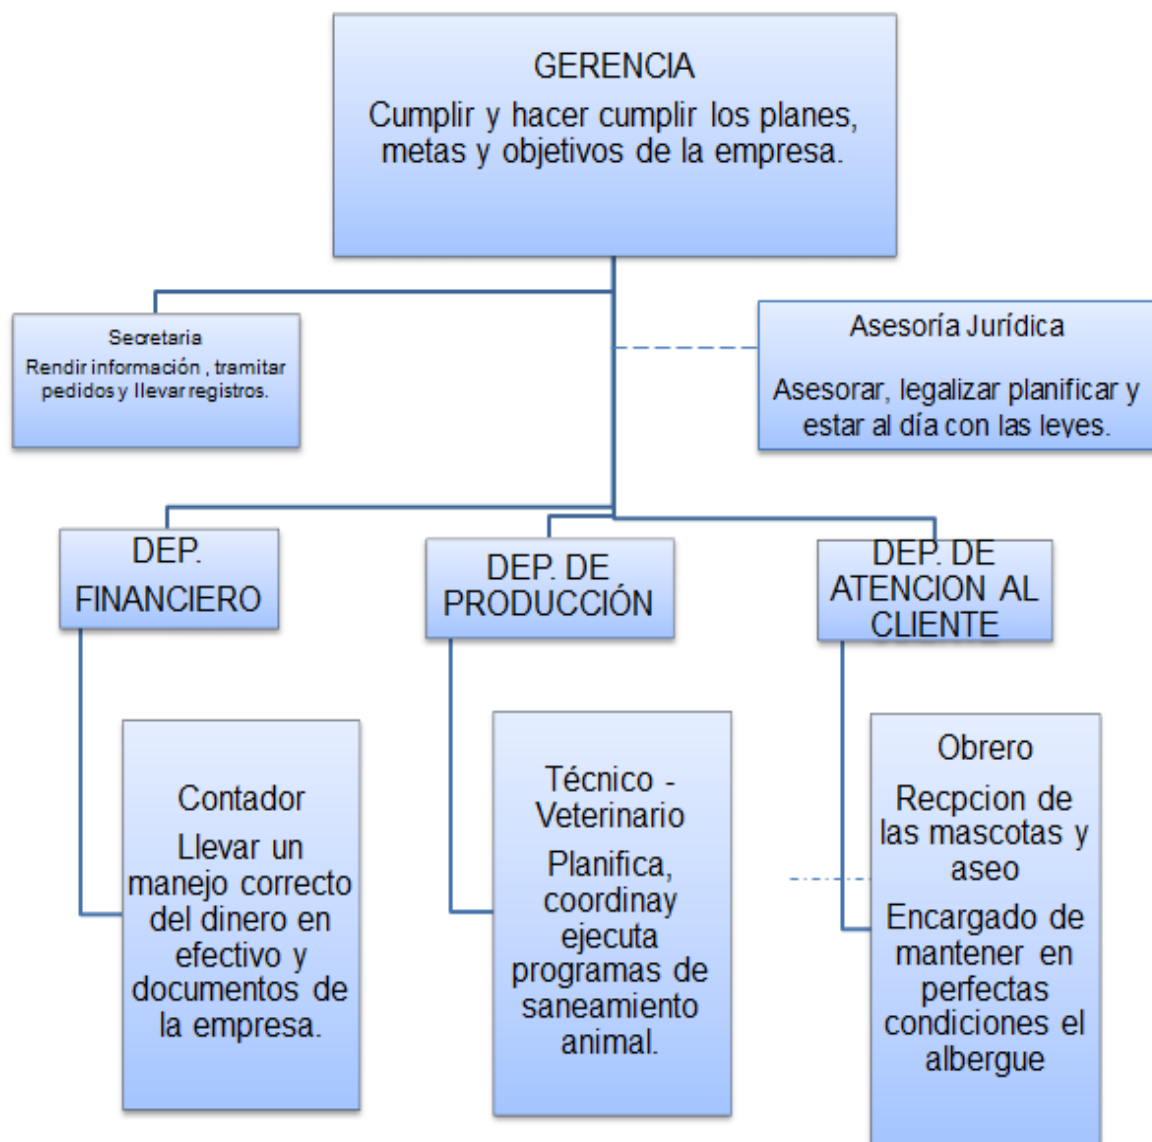 GERENCIA
Cumplir y hacer cumplir los planes,
metas y objetivos de la empresa.
Secretaria
Rendir información , tramitar
pedidos y llevar registros.
Asesoría Jurídica
Asesorar, legalizar planificar y
estar al día con las leyes.
DEP.
FINANCIERO
DEP. DE
PRODUCCIÓN
DEP. DE
ATENCION AL
CLIENTE
Contador
Llevar un
manejo correcto
del dinero en
efectivo y
documentos de
la empresa.
Técnico -
Veterinario
Planifica,
coordinay
ejecuta
programas de
saneamiento
animal.
Obrero
Recpcion de
las mascotas y
aseo
Encargado de
mantener en
perfectas
condiciones el
albergue